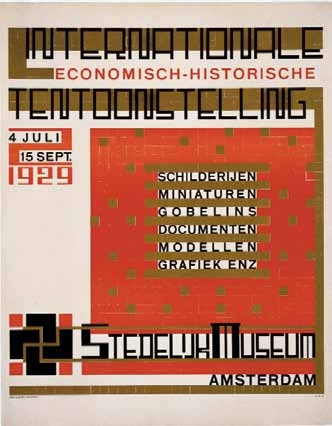 INTERNATIONALE
ECONOMISCH-HISTORISCHE
TENTOONSTELLING
4 JULI
15 SEPT.
1929
SCHILDERIJEN
MINIATUREN
GOBELINS
DOCUMENTEN
MODELLEN
GRAFIEK ENZ
STEDELIJK MUSEUM
AMSTERDAM